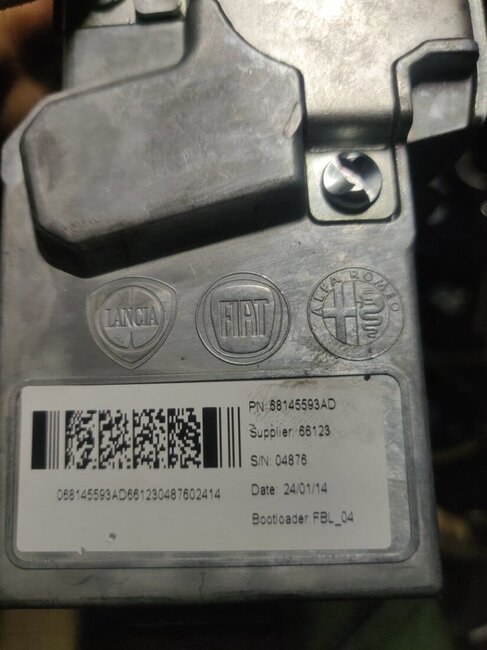 LANCIA
FIAT
ALFA ROMEO
PN: 68145593AD
Supplier: 66123
S/N: 04876
068145593AD661230487602414
Date: 24/01/14
Bootloader: FBL_04